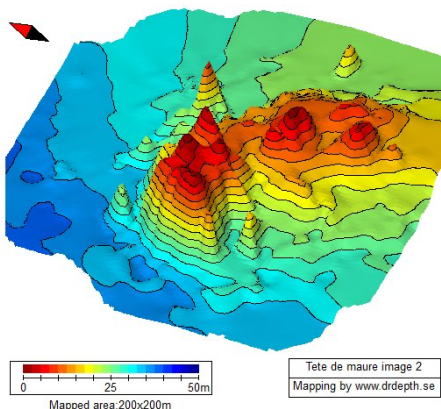 0 25 50m
Mapped area:200x200m
Tete de maure image 2
Mapping by www.drdepth.se